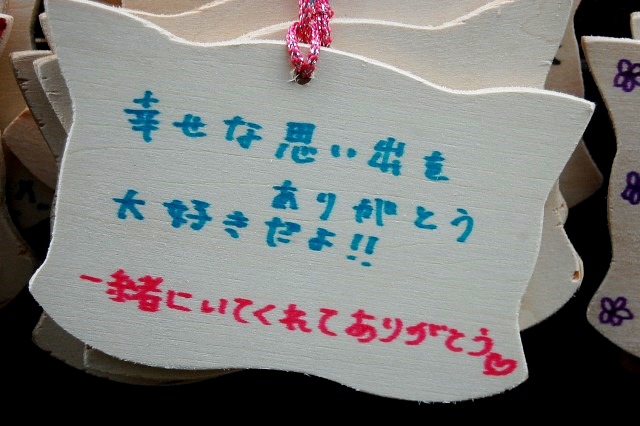 幸せな思い出を
ありがとう
大好きだよ!!
一緒にいてくれてありがとう♡